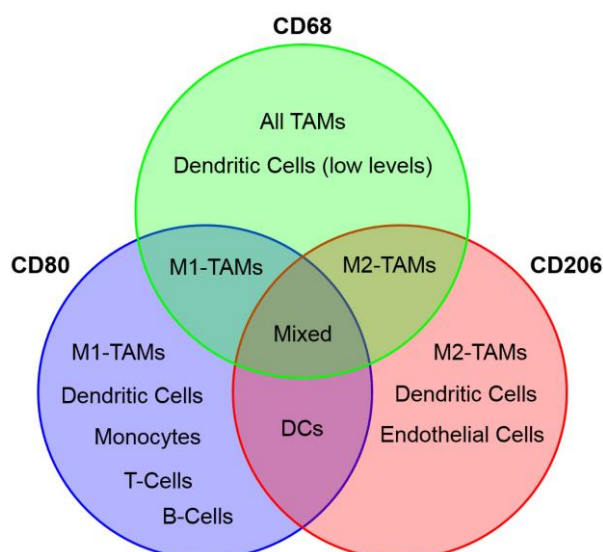 CD68
All TAMs
Dendritic Cells (low levels)
CD80
M1-TAMs
M2-TAMs
CD206
Mixed
M1-TAMs
Dendritic Cells
Monocytes
T-Cells
B-Cells
DCs
M2-TAMs
Dendritic Cells
Endothelial Cells